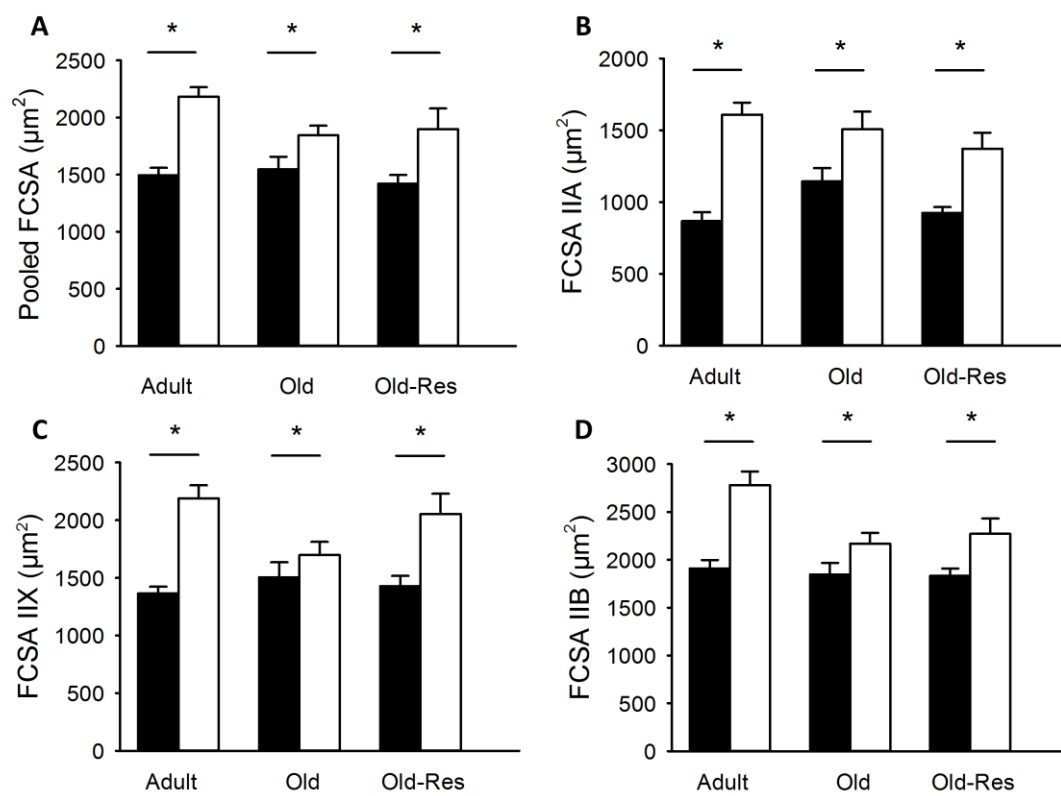 A
* * *
Pooled FCSA (µm²)
2500
2000
1500
1000
500
0
Adult Old Old-Res
B
* * *
FCSA IIA (µm²)
2000
1500
1000
500
0
Adult Old Old-Res
C
* * *
FCSA IIX (µm²)
2500
2000
1500
1000
500
0
Adult Old Old-Res
D
* * *
FCSA IIB (µm²)
3000
2500
2000
1500
1000
500
0
Adult Old Old-Res